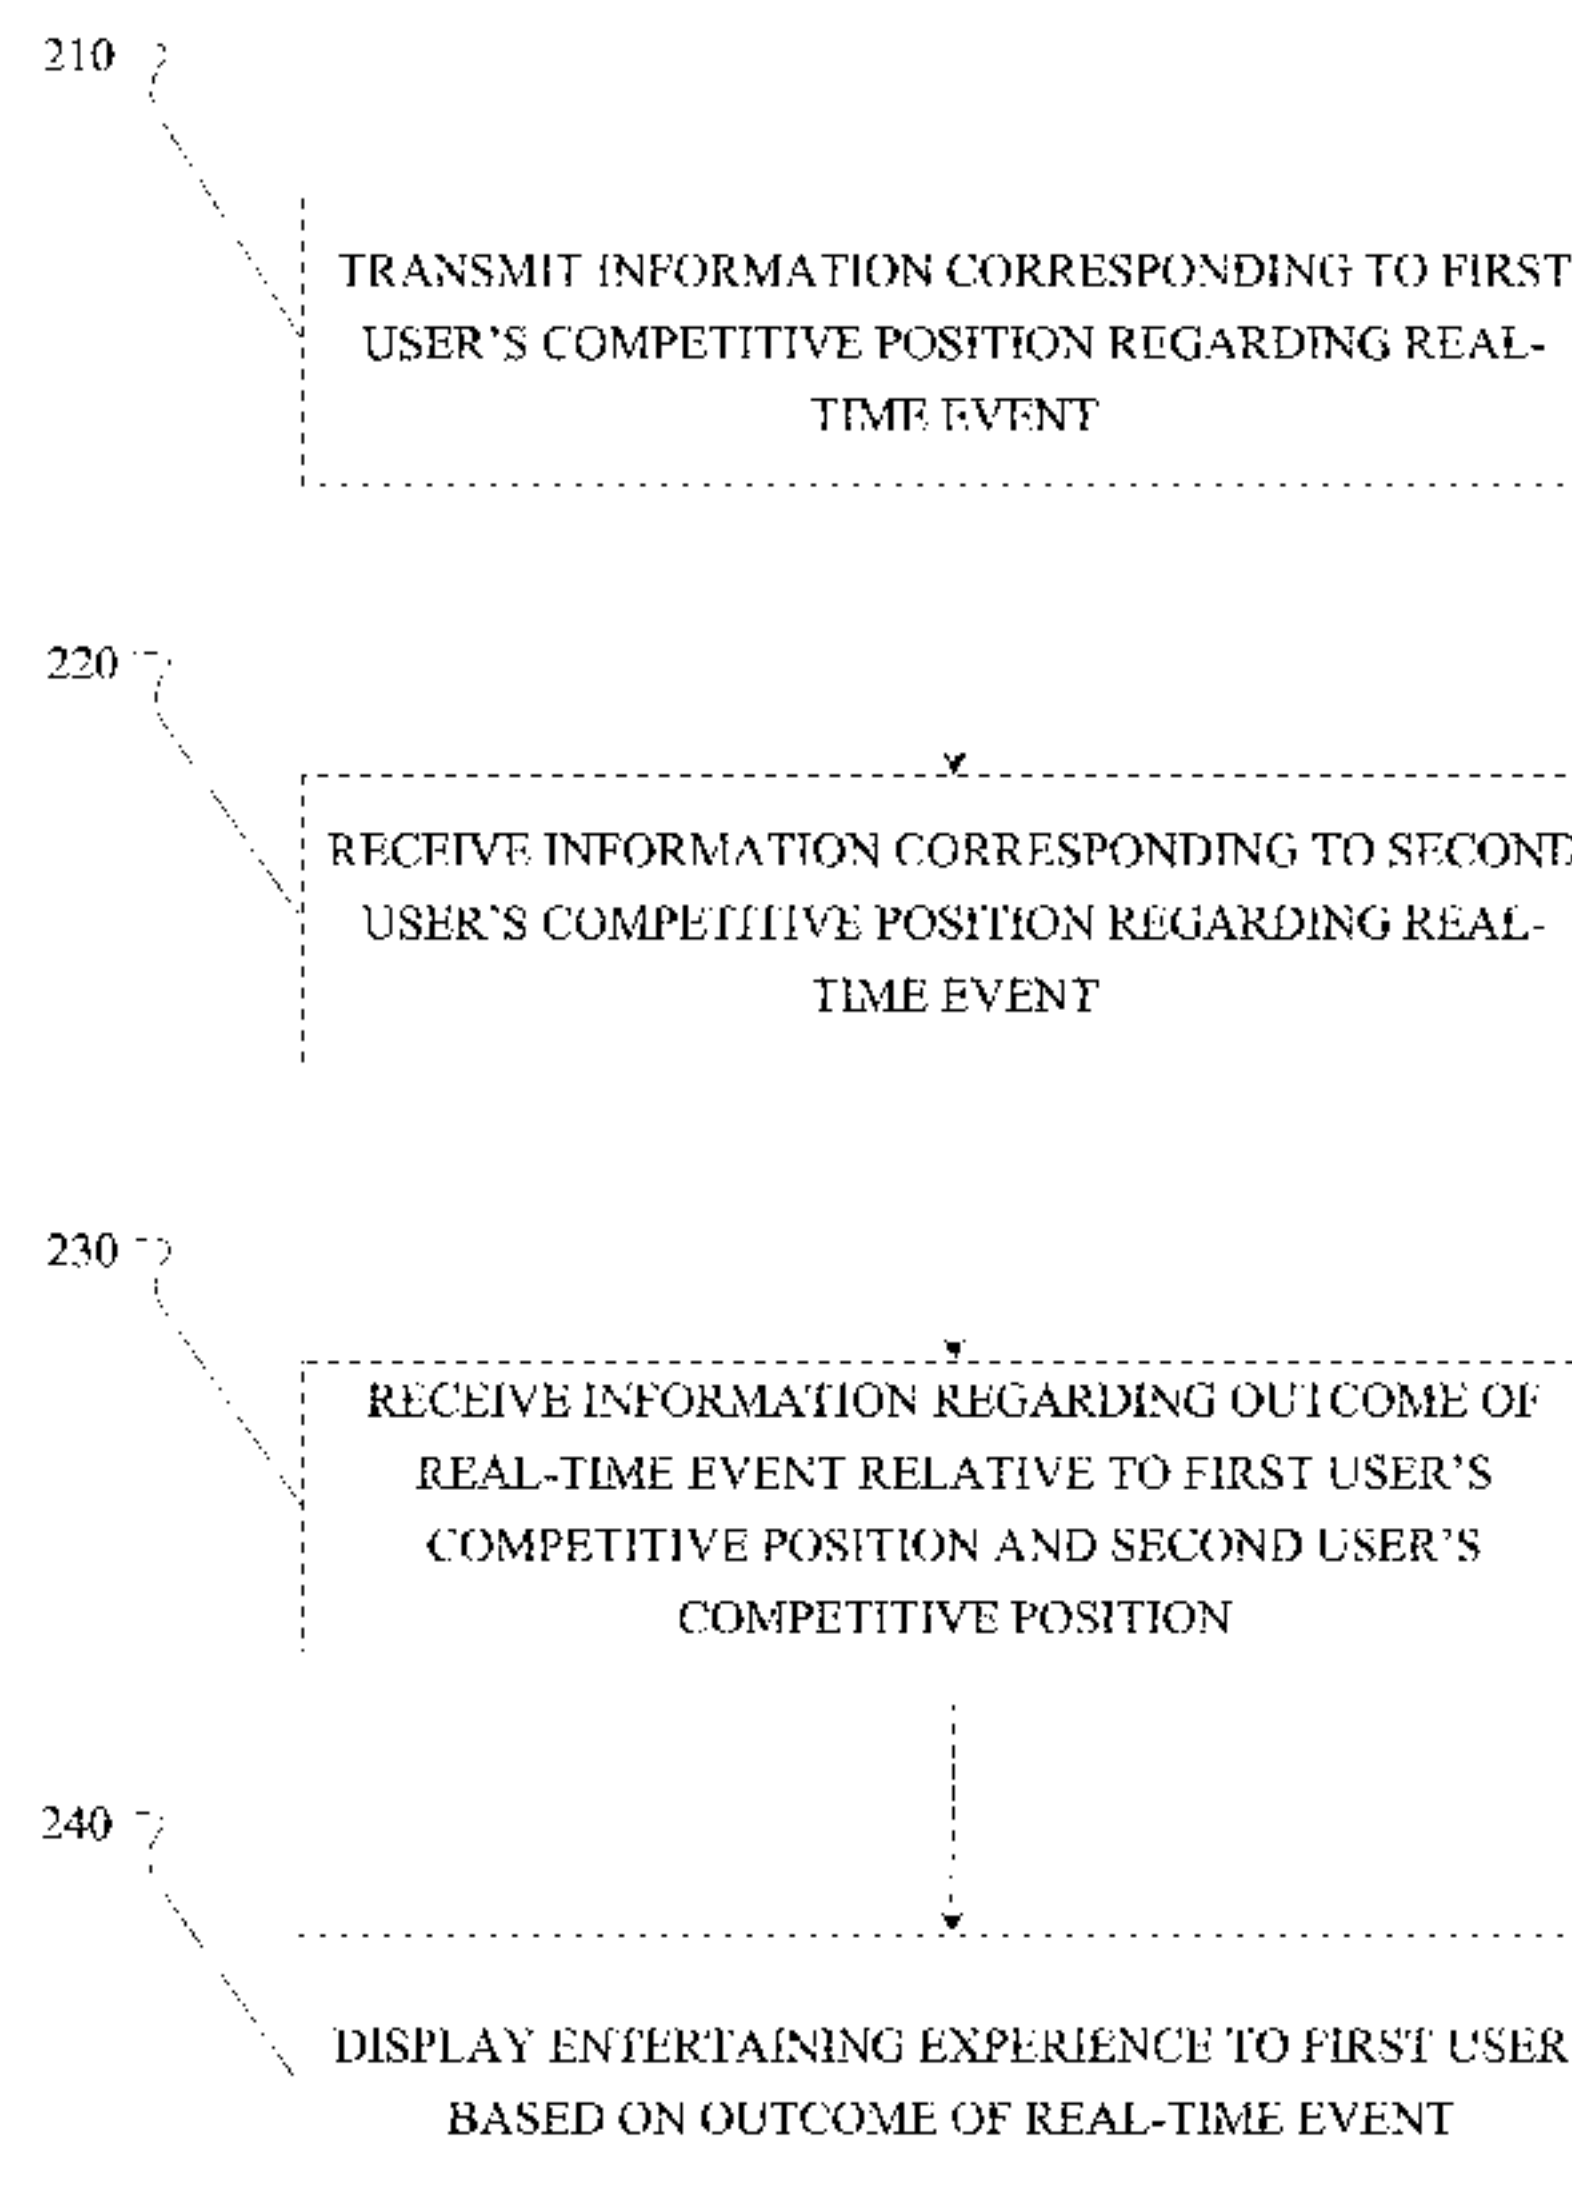 210
TRANSMIT INFORMATION CORRESPONDING TO FIRST
USER'S COMPETITIVE POSITION REGARDING REAL-
TIME EVENT
220
RECEIVE INFORMATION CORRESPONDING TO SECOND
USER'S COMPETITIVE POSITION REGARDING REAL-
TIME EVENT
230
RECEIVE INFORMATION REGARDING OUTCOME OF
REAL-TIME EVENT RELATIVE TO FIRST USER'S
COMPETITIVE POSITION AND SECOND USER'S
COMPETITIVE POSITION
240
DISPLAY ENTERTAINING EXPERIENCE TO FIRST USER
BASED ON OUTCOME OF REAL-TIME EVENT